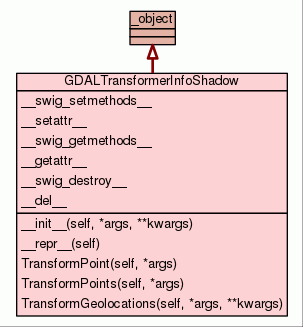 _object
GDALTransformerInfoShadow
__swig_setmethods__
__setattr__
__swig_getmethods__
__getattr__
__swig_destroy__
__del__
__init__(self, *args, **kwargs)
__repr__(self)
TransformPoint(self, *args)
TransformPoints(self, *args)
TransformGeolocations(self, *args, **kwargs)